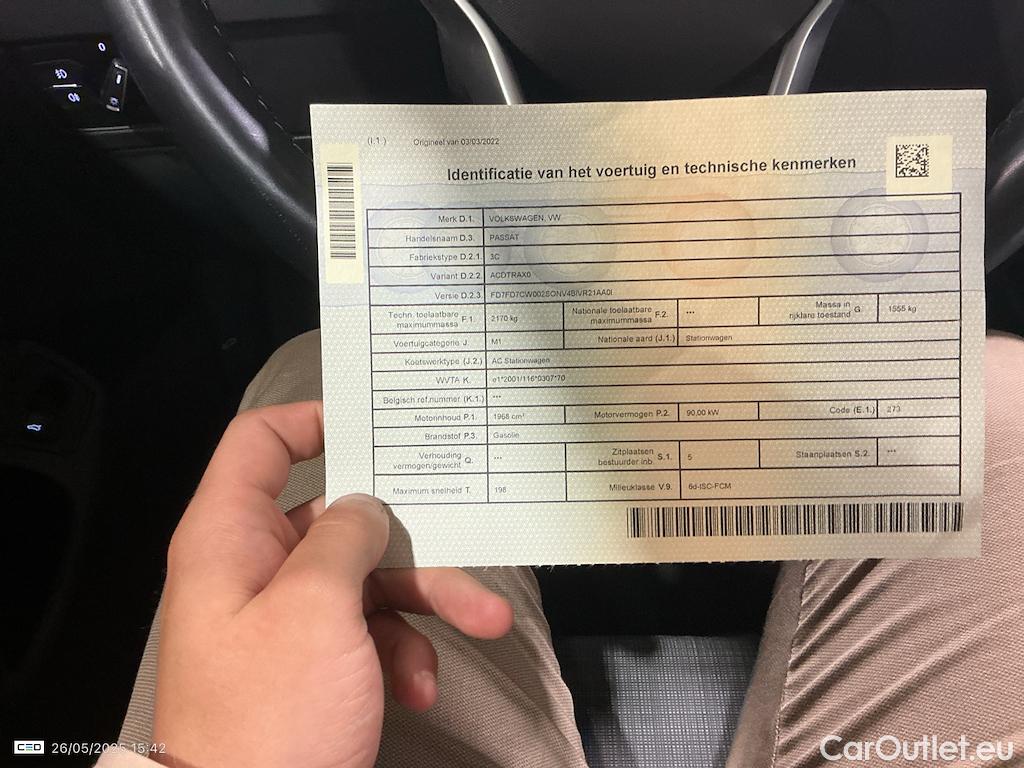 0
(I.1.) Origineel van 03/03/2022
Identificatie van het voertuig en technische kenmerken
Merk D.1. VOLKSWAGEN, VW
Handelsnaam D.3. PASSAT
Fabriekstype D.2.1. 3C
Variant D.2.2. ACDTRAX0
Versie D.2.3.
Techn. toelaatbare maximummassa F.1. 2170 kg Nationale toelaatbare maximummassa F.2. *** Massa in rijklare toestand G 1555 kg
Voertuigcategorie J. M1 Nationale aard (J.1.) Stationwagen
Koetswerktype (J.2.) AC Stationwagen
WVTA K. e1*2001/116*0307*70
Belgisch ref.nummer (K.1.) ***
Motorinhoud P.1. 1968 cm³ Motorvermogen P.2. 90,00 kW Code (E.1.) 273
Brandstof P.3. Gasolie
Verhouding vermogen/gewicht Q. *** Zitplaatsen bestuurder inb. S.1. 5 Staanplaatsen S.2. ***
Maximum snelheid T. 198 Milieuklasse V.9. 6d-ISC-FCM
CEO 26/05/2025 15:42
CarOutlet.eu